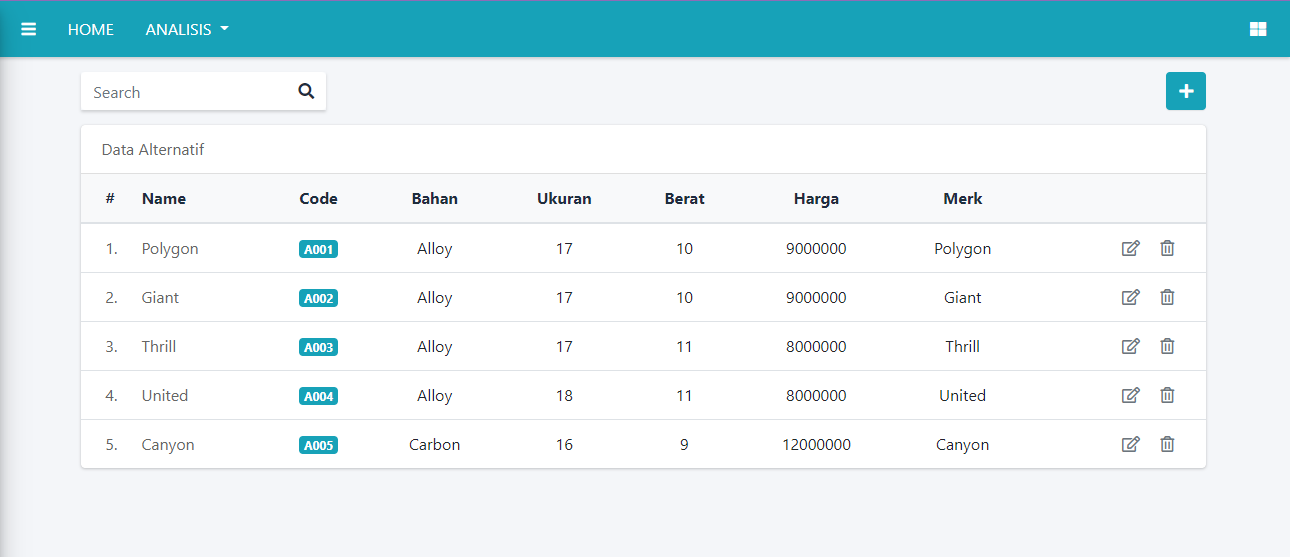 HOME ANALISIS
Search
Data Alternatif
# Name Code Bahan Ukuran Berat Harga Merk
1. Polygon A001 Alloy 17 10 9000000 Polygon
2. Giant A002 Alloy 17 10 9000000 Giant
3. Thrill A003 Alloy 17 11 8000000 Thrill
4. United A004 Alloy 18 11 8000000 United
5. Canyon A005 Carbon 16 9 12000000 Canyon